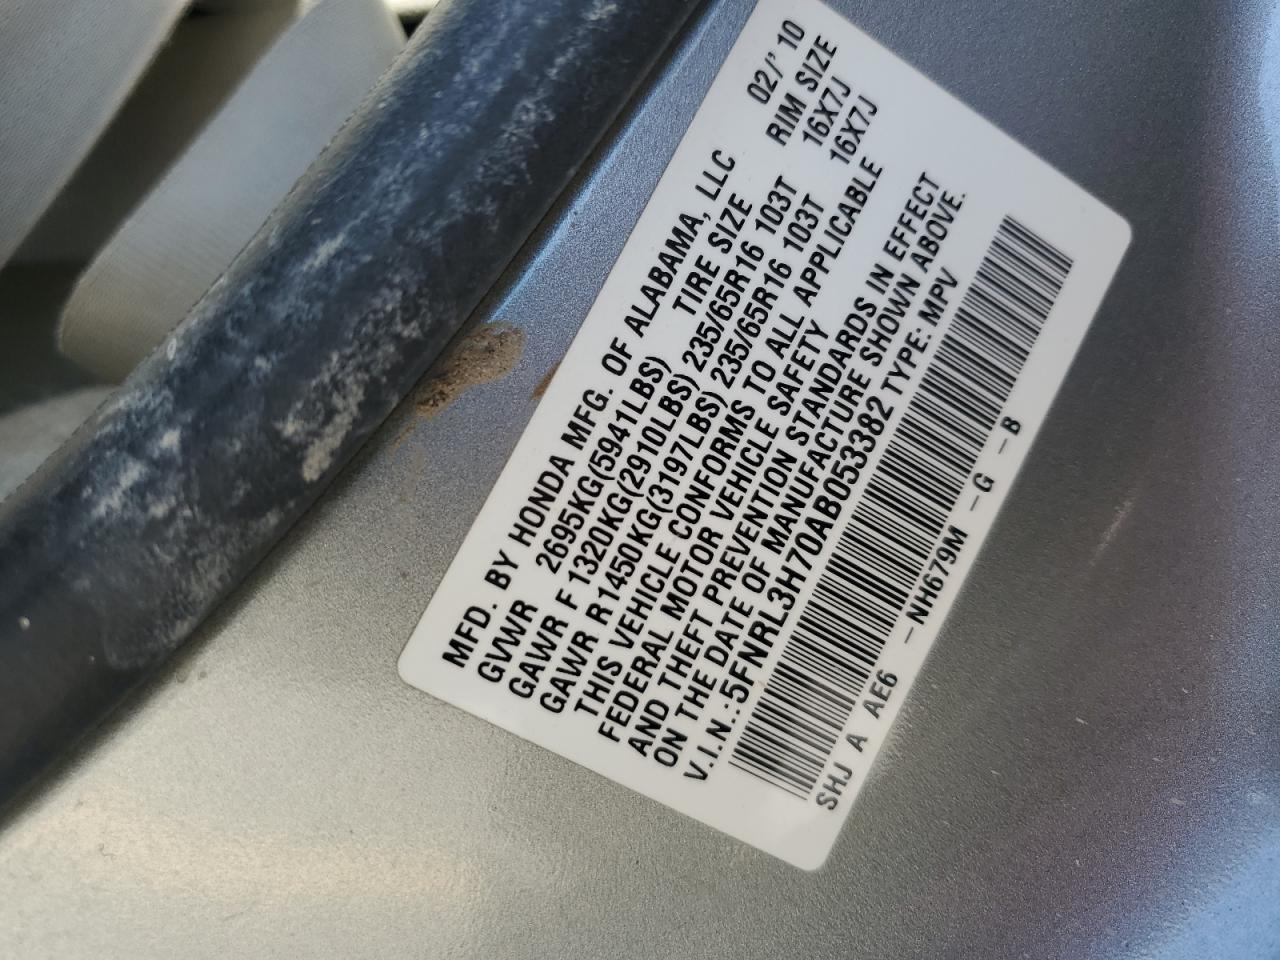 MFD. BY HONDA MFG. OF ALABAMA, LLC 02/' 10
GVWR 2695KG(5941LBS) TIRE SIZE RIM SIZE
GAWR F 1320KG(2910LBS) 235/65R16 103T 16X7J
GAWR R1450KG(3197LBS) 235/65R16 103T 16X7J
THIS VEHICLE CONFORMS TO ALL APPLICABLE
FEDERAL MOTOR VEHICLE SAFETY
AND THEFT PREVENTION STANDARDS IN EFFECT
ON THE DATE OF MANUFACTURE SHOWN ABOVE.
V.I.N.:5FNRL3H70AB053382 TYPE: MPV
SHJ A AE6 - NH679M - G - B